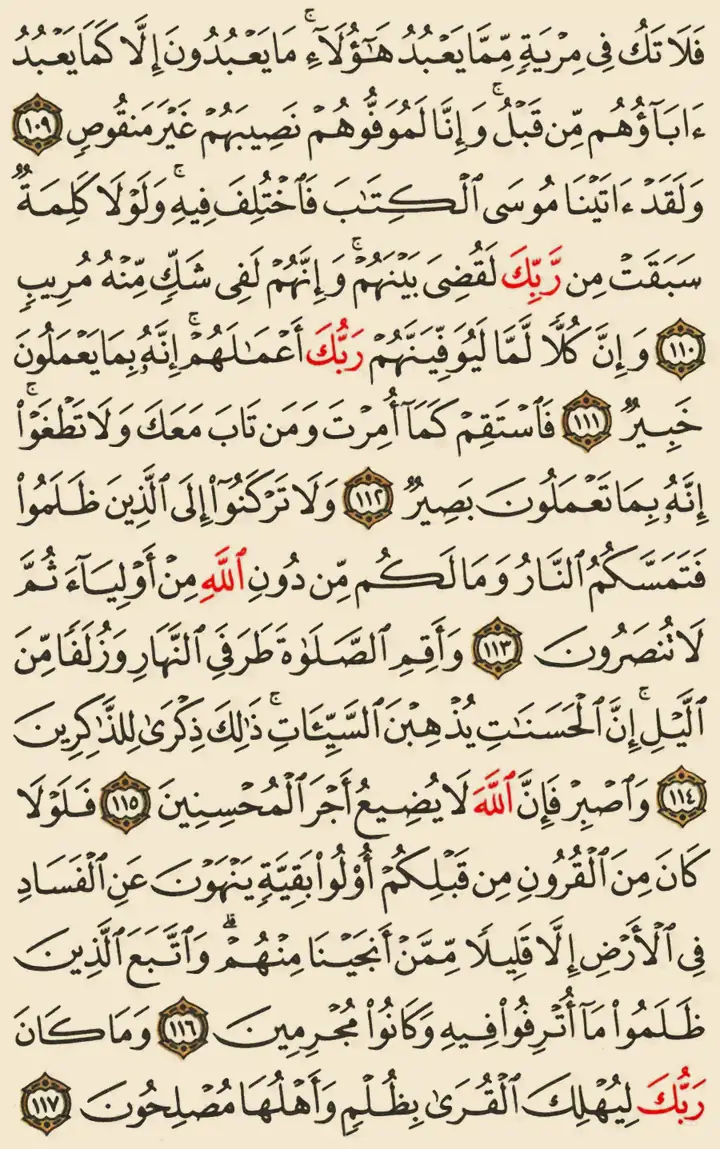 فَلَا تَكُ فِى مِرْيَةٍ مِّمَّا يَعْبُدُ هَٰٓؤُلَآءِ ۚ مَا يَعْبُدُونَ إِلَّا كَمَا يَعْبُدُ
ءَابَآؤُهُم مِّن قَبْلُ ۚ وَإِنَّا لَمُوَفُّوهُمْ نَصِيبَهُمْ غَيْرَ مَنقُوصٍ ١٠٩
وَلَقَدْ ءَاتَيْنَا مُوسَى ٱلْكِتَٰبَ فَٱخْتُلِفَ فِيهِ ۚ وَلَوْلَا كَلِمَةٌ
سَبَقَتْ مِن رَّبِّكَ لَقُضِىَ بَيْنَهُمْ ۚ وَإِنَّهُمْ لَفِى شَكٍّ مِّنْهُ مُرِيبٍ
١١٠ وَإِنَّ كُلًّا لَّمَّا لَيُوَفِّيَنَّهُمْ رَبُّكَ أَعْمَٰلَهُمْ ۚ إِنَّهُۥ بِمَا يَعْمَلُونَ
خَبِيرٌ ١١١ فَٱسْتَقِمْ كَمَآ أُمِرْتَ وَمَن تَابَ مَعَكَ وَلَا تَطْغَوْا۟ ۚ
إِنَّهُۥ بِمَا تَعْمَلُونَ بَصِيرٌ ١١٢ وَلَا تَرْكَنُوٓا۟ إِلَى ٱلَّذِينَ ظَلَمُوا۟
فَتَمَسَّكُمُ ٱلنَّارُ وَمَا لَكُم مِّن دُونِ ٱللَّهِ مِنْ أَوْلِيَآءَ ثُمَّ
لَا تُنصَرُونَ ١١٣ وَأَقِمِ ٱلصَّلَوٰةَ طَرَفَىِ ٱلنَّهَارِ وَزُلَفًا مِّنَ
ٱلَّيْلِ ۚ إِنَّ ٱلْحَسَنَٰتِ يُذْهِبْنَ ٱلسَّيِّـَٔاتِ ۚ ذَٰلِكَ ذِكْرَىٰ لِلذَّٰكِرِينَ
١١٤ وَٱصْبِرْ فَإِنَّ ٱللَّهَ لَا يُضِيعُ أَجْرَ ٱلْمُحْسِنِينَ ١١٥ فَلَوْلَا
كَانَ مِنَ ٱلْقُرُونِ مِن قَبْلِكُمْ أُو۟لُوا۟ بَقِيَّةٍ يَنْهَوْنَ عَنِ ٱلْفَسَادِ
فِى ٱلْأَرْضِ إِلَّا قَلِيلًا مِّمَّنْ أَنجَيْنَا مِنْهُمْ ۗ وَٱتَّبَعَ ٱلَّذِينَ
ظَلَمُوا۟ مَآ أُتْرِفُوا۟ فِيهِ وَكَانُوا۟ مُجْرِمِينَ ١١٦ وَمَا كَانَ
رَبُّكَ لِيُهْلِكَ ٱلْقُرَىٰ بِظُلْمٍ وَأَهْلُهَا مُصْلِحُونَ ١١٧